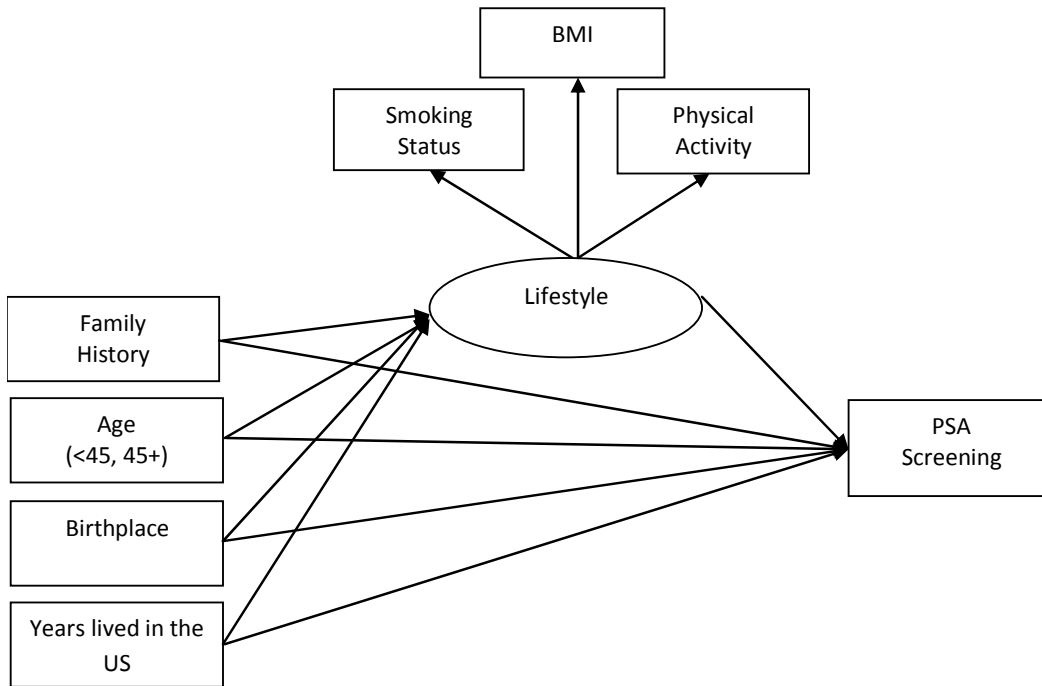 BMI
Smoking
Status
Physical
Activity
Lifestyle
Family
History
Age
(<45, 45+)
PSA
Screening
Birthplace
Years lived in the
US